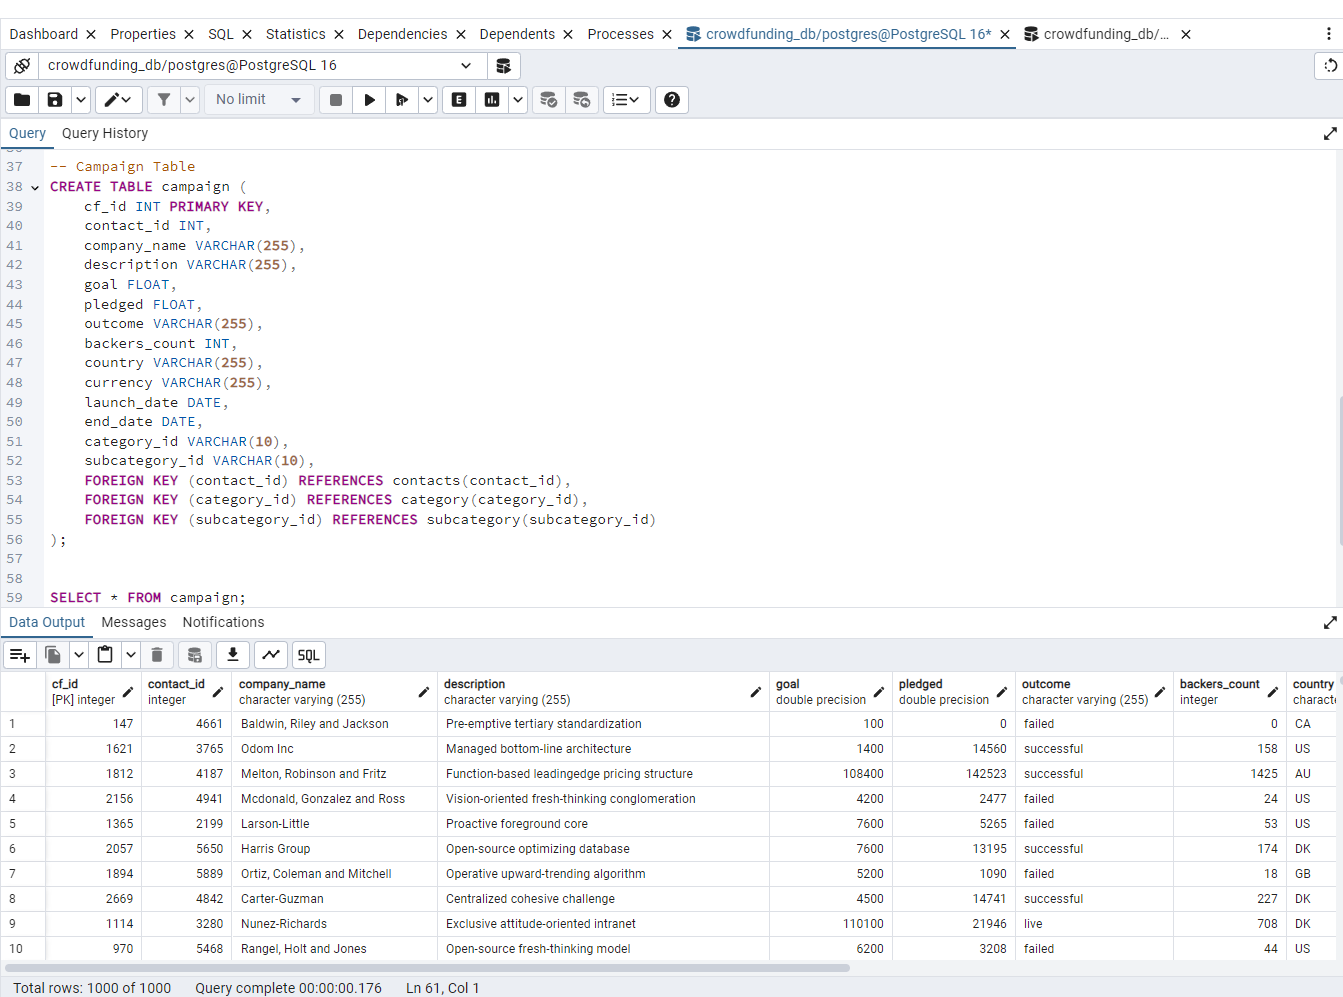 Dashboard Properties SQL Statistics Dependencies Dependents Processes crowdfunding_db/postgres@PostgreSQL 16* crowdfunding_db/...
crowdfunding_db/postgres@PostgreSQL 16
No limit E
Query Query History
37 -- Campaign Table
38 CREATE TABLE campaign (
39 cf_id INT PRIMARY KEY,
40 contact_id INT,
41 company_name VARCHAR(255),
42 description VARCHAR(255),
43 goal FLOAT,
44 pledged FLOAT,
45 outcome VARCHAR(255),
46 backers_count INT,
47 country VARCHAR(255),
48 currency VARCHAR(255),
49 launch_date DATE,
50 end_date DATE,
51 category_id VARCHAR(10),
52 subcategory_id VARCHAR(10),
53 FOREIGN KEY (contact_id) REFERENCES contacts(contact_id),
54 FOREIGN KEY (category_id) REFERENCES category(category_id),
55 FOREIGN KEY (subcategory_id) REFERENCES subcategory(subcategory_id)
56 );
57
58
59 SELECT * FROM campaign;
Data Output Messages Notifications
SQL
cf_id contact_id company_name description goal pledged outcome backers_count country
[PK] integer integer character varying (255) character varying (255) double precision double precision character varying (255) integer characte
1 147 4661 Baldwin, Riley and Jackson Pre-emptive tertiary standardization 100 0 failed 0 CA
2 1621 3765 Odom Inc Managed bottom-line architecture 1400 14560 successful 158 US
3 1812 4187 Melton, Robinson and Fritz Function-based leadingedge pricing structure 108400 142523 successful 1425 AU
4 2156 4941 Mcdonald, Gonzalez and Ross Vision-oriented fresh-thinking conglomeration 4200 2477 failed 24 US
5 1365 2199 Larson-Little Proactive foreground core 7600 5265 failed 53 US
6 2057 5650 Harris Group Open-source optimizing database 7600 13195 successful 174 DK
7 1894 5889 Ortiz, Coleman and Mitchell Operative upward-trending algorithm 5200 1090 failed 18 GB
8 2669 4842 Carter-Guzman Centralized cohesive challenge 4500 14741 successful 227 DK
9 1114 3280 Nunez-Richards Exclusive attitude-oriented intranet 110100 21946 live 708 DK
10 970 5468 Rangel, Holt and Jones Open-source fresh-thinking model 6200 3208 failed 44 US
Total rows: 1000 of 1000 Query complete 00:00:00.176 Ln 61, Col 1